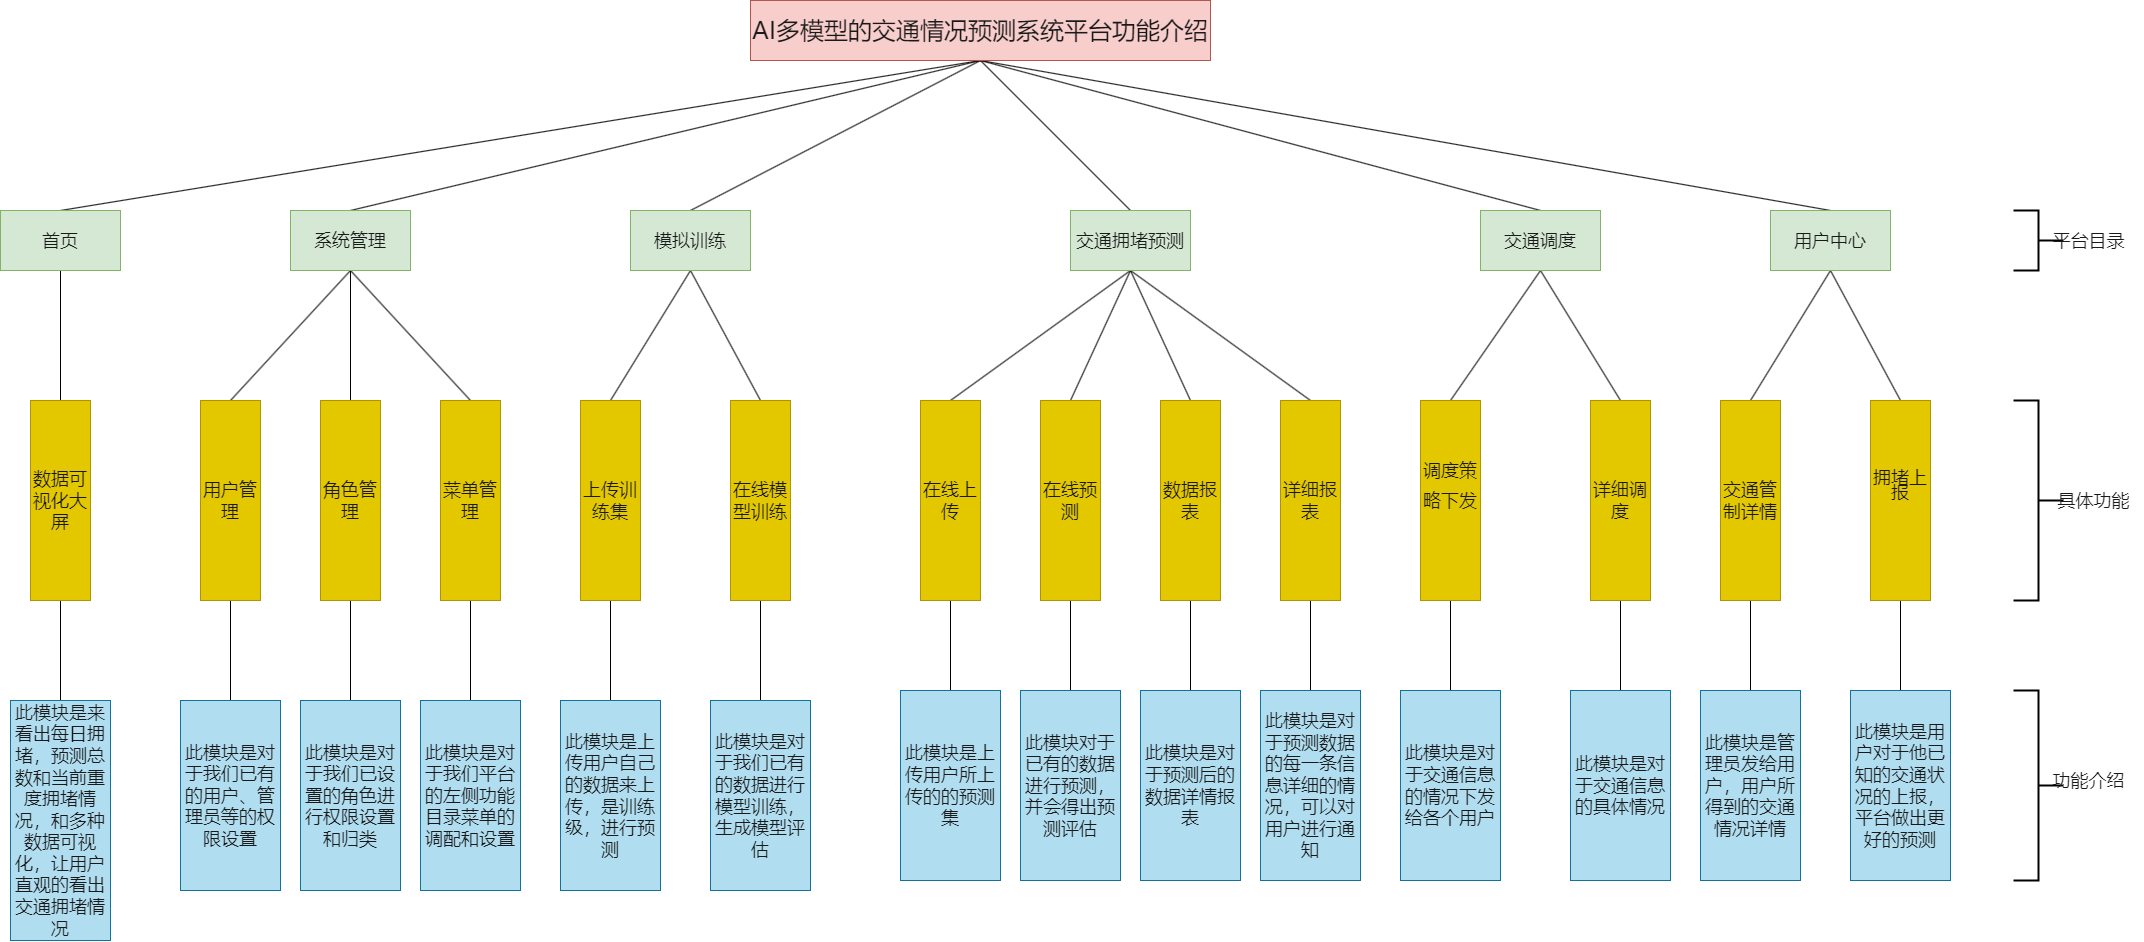 AI多模型的交通情况预测系统平台功能介绍
首页
系统管理
模拟训练
交通拥堵预测
交通调度
用户中心
平台目录
数据可
视化大
屏
用户管
理
角色管
理
菜单管
理
上传训
练集
在线模
型训练
在线上
传
在线预
测
数据报
表
详细报
表
调度策
略下发
详细调
度
交通管
制详情
拥堵上
报
具体功能
此模块是来
看出每日拥
堵，预测总
数和当前重
度拥堵情
况，和多种
数据可视
化，让用户
直观的看出
交通拥堵情
况
此模块是对
于我们已有
的用户、管
理员等的权
限设置
此模块是对
于我们已设
置的角色进
行权限设置
和归类
此模块是对
于我们平台
的左侧功能
目录菜单的
调配和设置
此模块是上
传用户自己
的数据来上
传，是训练
级，进行预
测
此模块是对
于我们已有
的数据进行
模型训练，
生成模型评
估
此模块是上
传用户所上
传的的预测
集
此模块对于
已有的数据
进行预测，
并会得出预
测评估
此模块是对
于预测后的
数据详情报
表
此模块是对
于预测数据
的每一条信
息详细的情
况，可以对
用户进行通
知
此模块是对
于交通信息
的情况下发
给各个用户
此模块是对
于交通信息
的具体情况
此模块是管
理员发给用
户，用户所
得到的交通
情况详情
此模块是用
户对于他已
知的交通状
况的上报，
平台做出更
好的预测
功能介绍